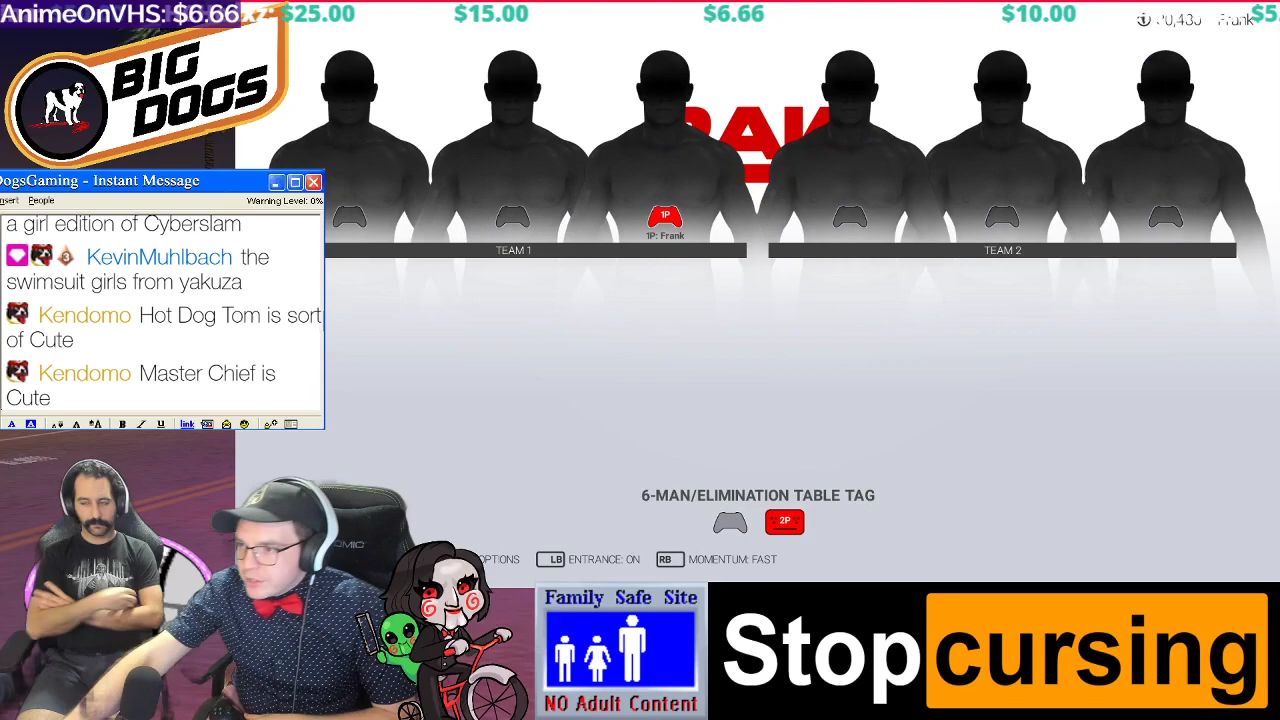 AnimeOnVHS: $6.66
$25.00
$15.00
$6.66
$10.00
Frank
BIG
DOGS
DogsGaming - Instant Message
People
Warning Level: 0%
a girl edition of Cyberslam
3 KevinMuhlbach the
swimsuit girls from yakuza
Kendomo Hot Dog Tom is sort
of Cute
Kendomo Master Chief is
Cute
B
link
1P
1P: Frank
TEAM 1
TEAM 2
6-MAN/ELIMINATION TABLE TAG
2P
LB ENTRANCE: ON
RB MOMENTUM: FAST
Family Safe Site
NO Adult Content
Stop cursing